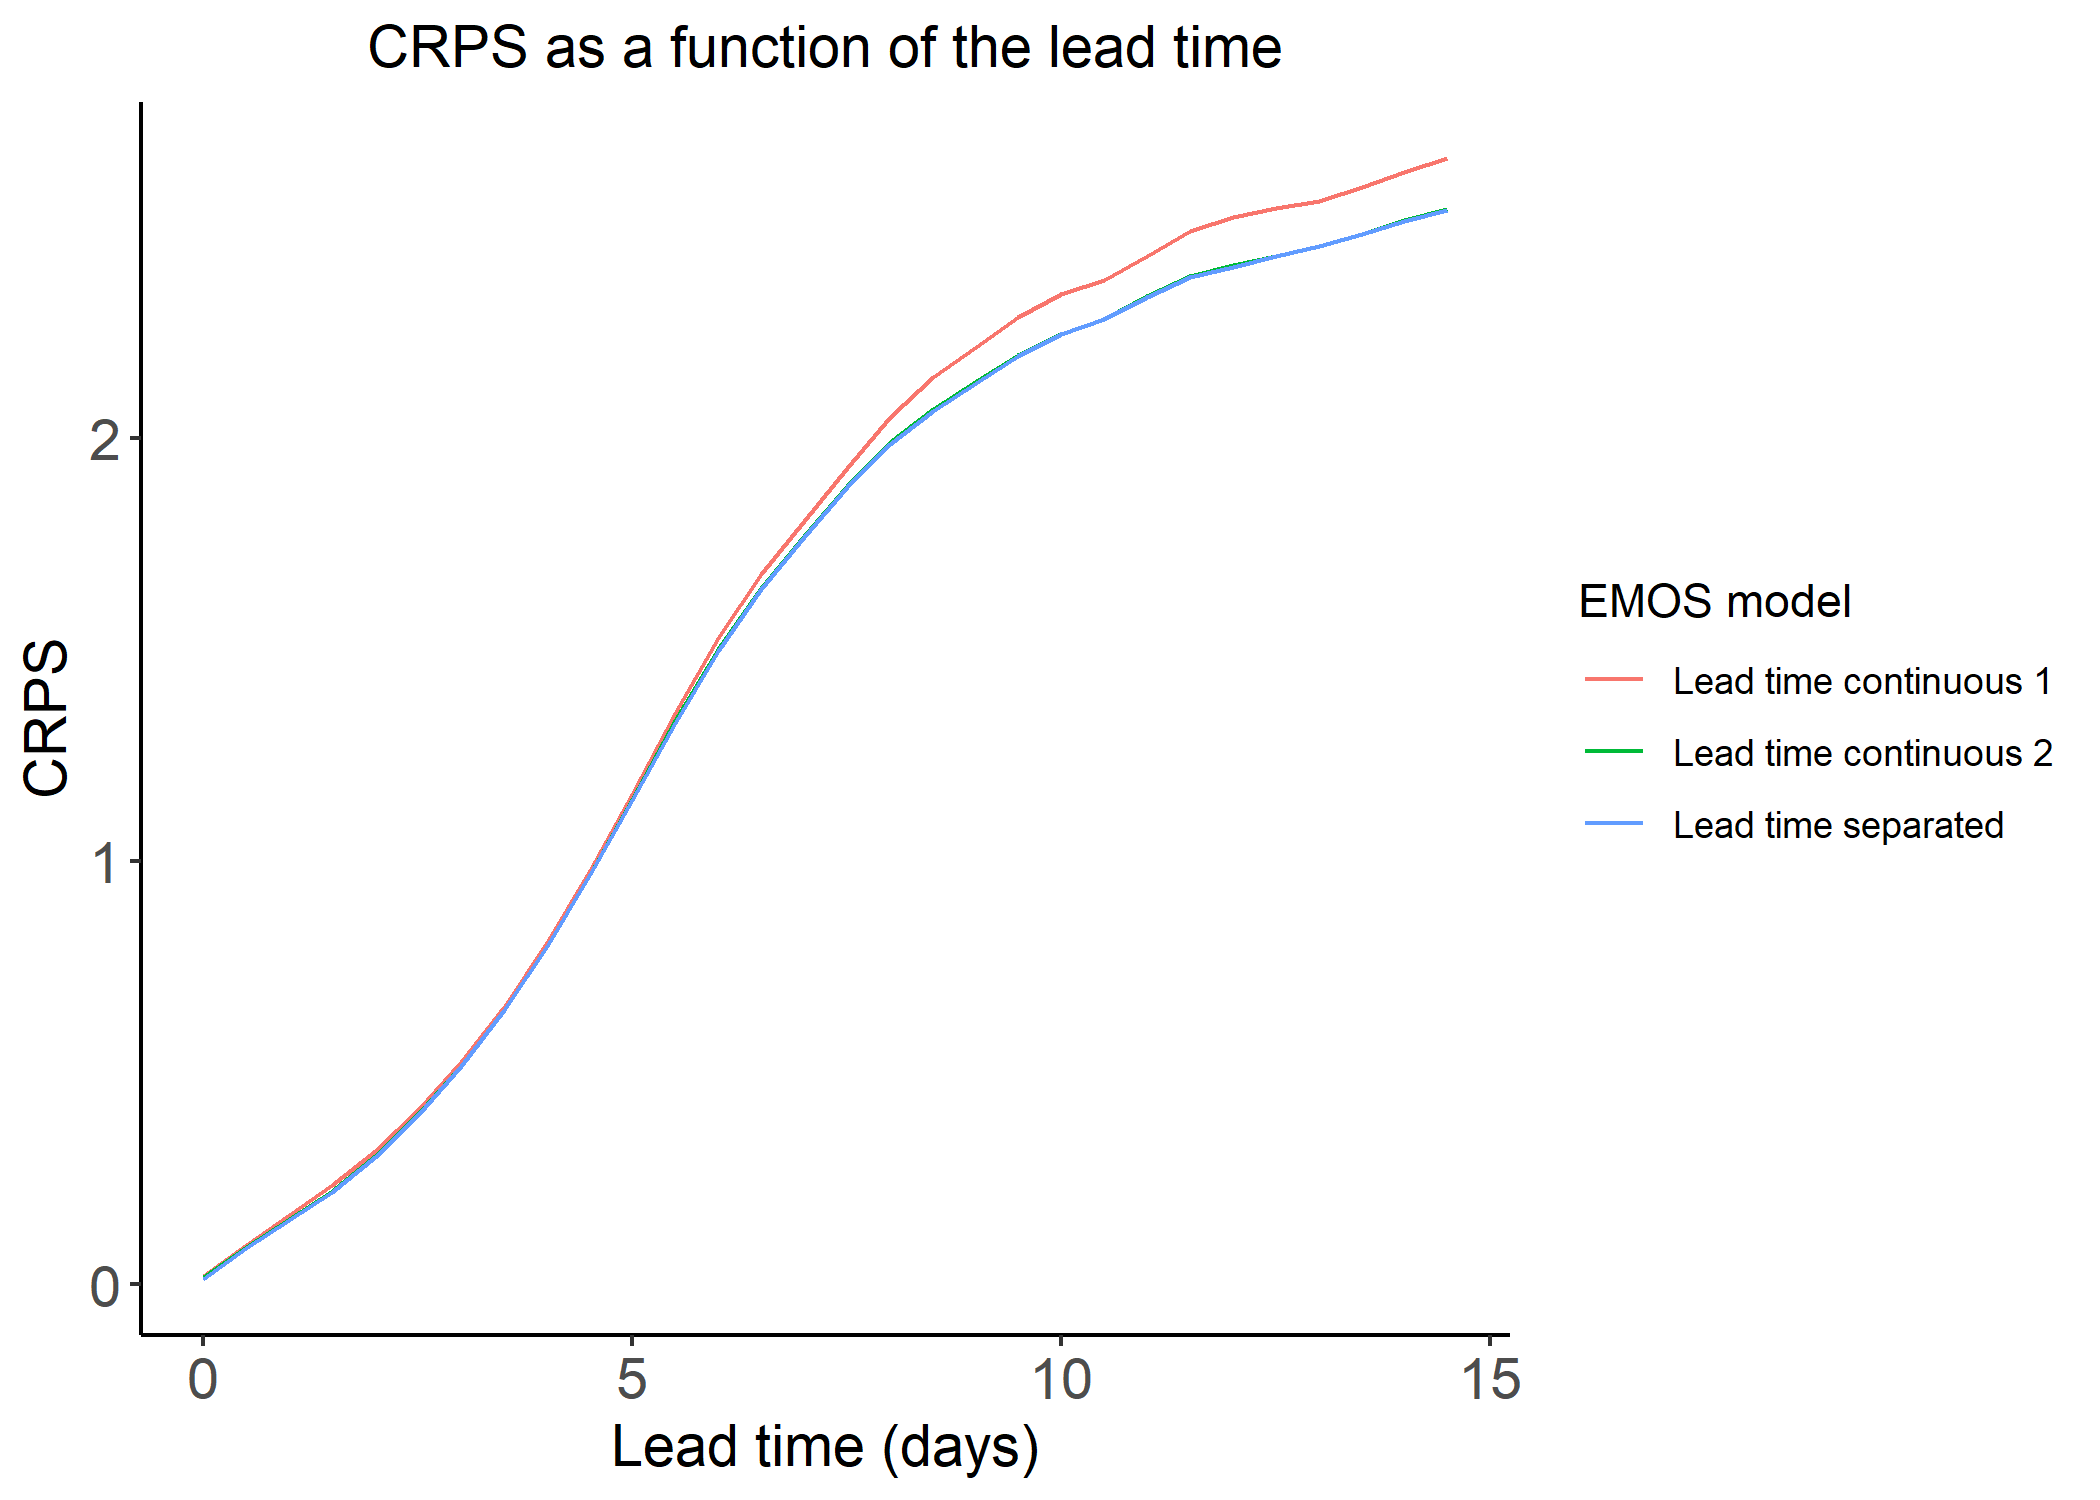 CRPS as a function of the lead time
CRPS
2
1
0
0 5 10 15
Lead time (days)
EMOS model
Lead time continuous 1
Lead time continuous 2
Lead time separated